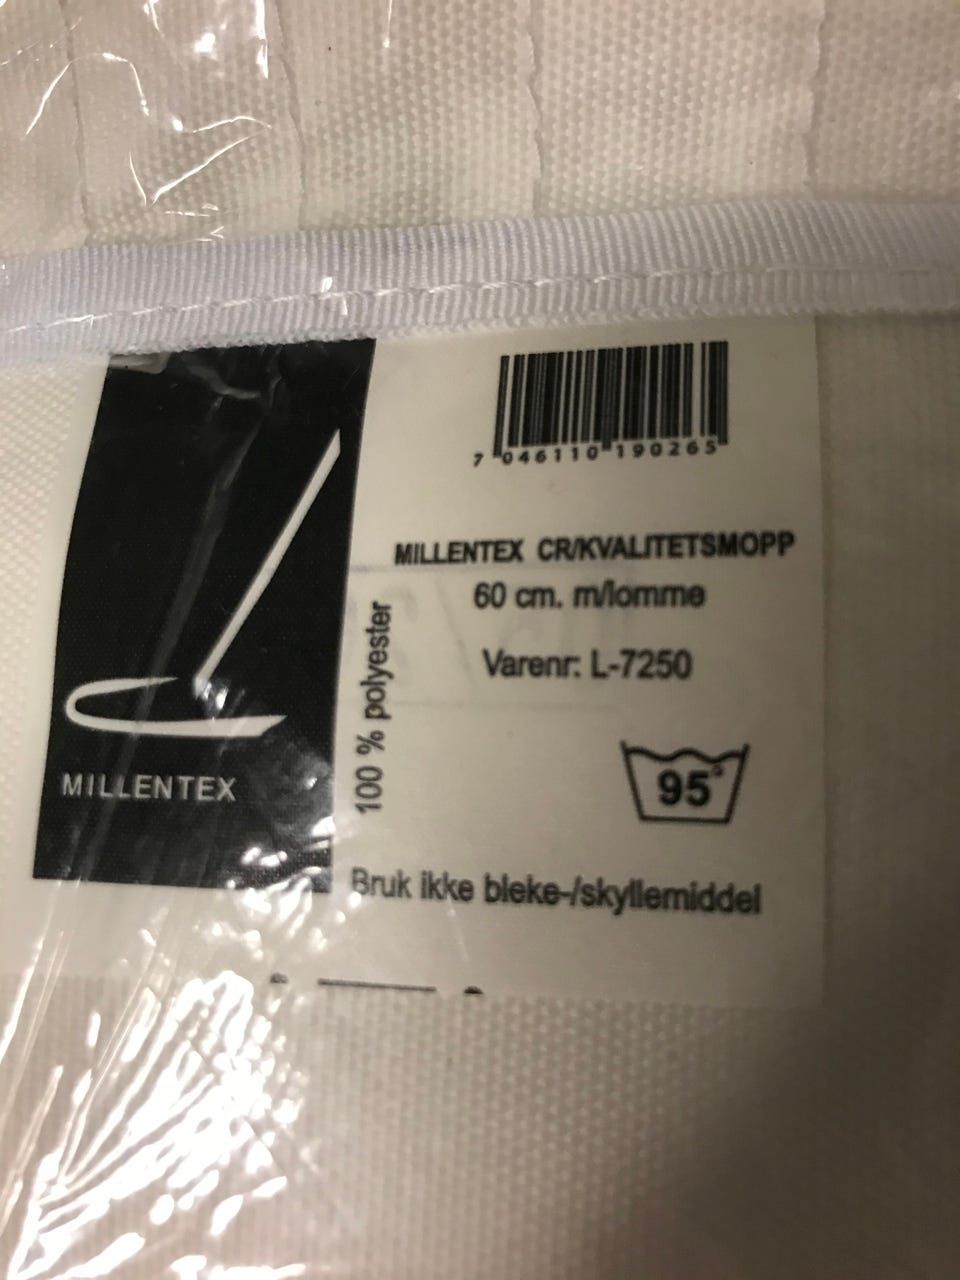 7 046110 190265
MILLENTEX CR/KVALITETSMOPP
60 cm. m/lomme
Varenr: L-7250
100 % polyester
95°
MILLENTEX
Bruk ikke bleke-/skyllemiddel